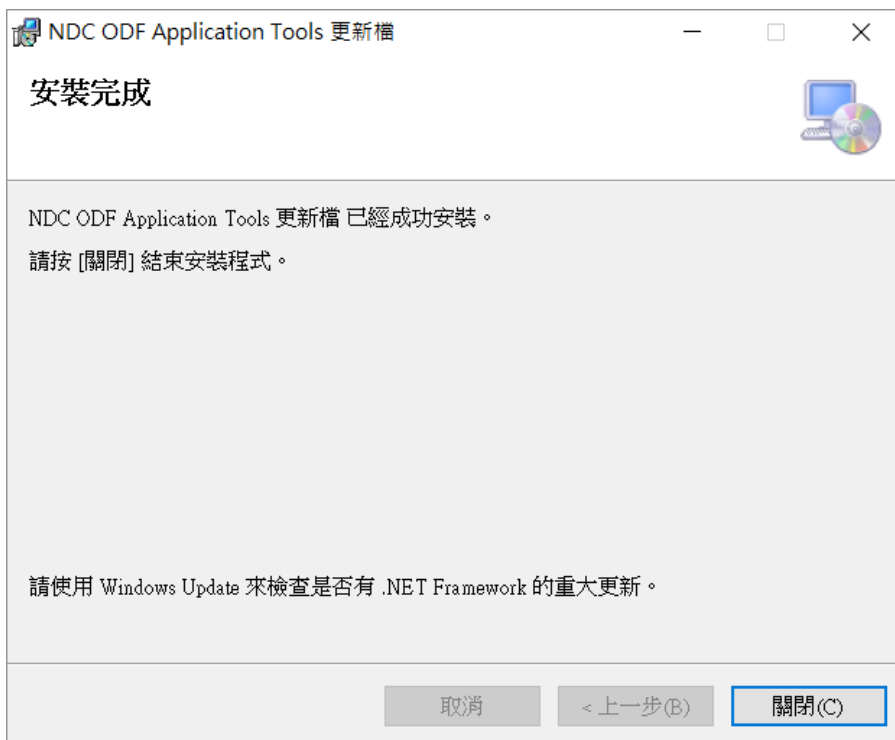 NDC ODF Application Tools 更新檔
安裝完成
NDC ODF Application Tools 更新檔 已經成功安裝。
請按 [關閉] 結束安裝程式。
請使用 Windows Update 來檢查是否有 .NET Framework 的重大更新。
取消
< 上一步(B)
關閉(C)